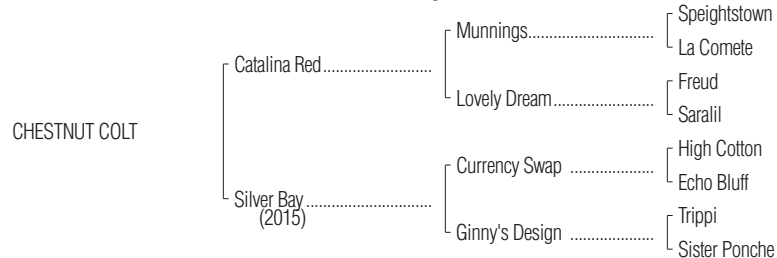 Speightstown
Munnings
La Comete
Catalina Red
Freud
Lovely Dream
Saralil
CHESTNUT COLT
High Cotton
Currency Swap
Echo Bluff
Silver Bay
(2015)
Trippi
Ginny's Design
Sister Ponche